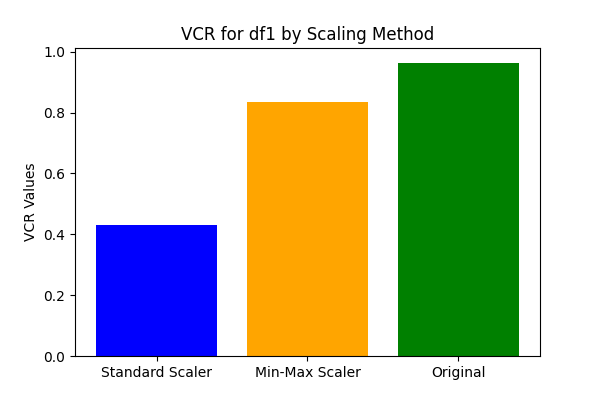 VCR for df1 by Scaling Method
VCR Values
1.0
0.8
0.6
0.4
0.2
0.0
Standard Scaler
Min-Max Scaler
Original